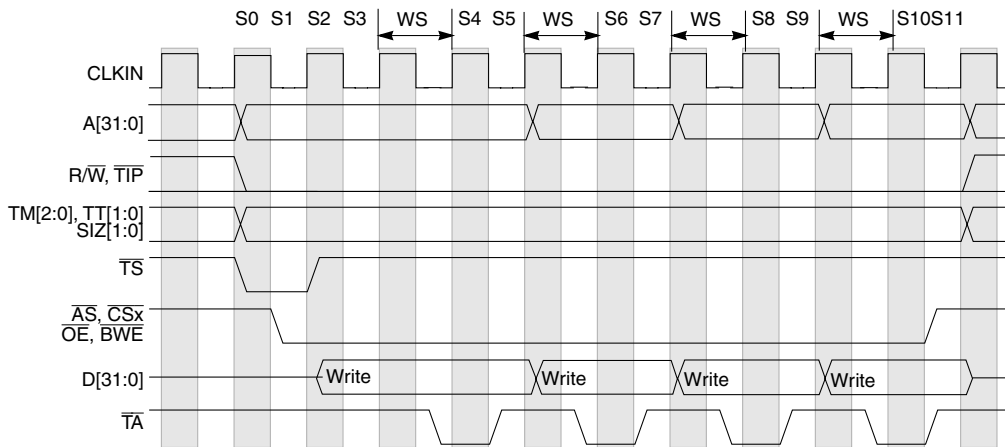 S0 S1 S2 S3 WS S4 S5 WS S6 S7 WS S8 S9 WS S10S11
CLKIN
A[31:0]
R/W, TIP
TM[2:0], TT[1:0]
SIZ[1:0]
TS
AS, CSx
OE, BWE
D[31:0] Write Write Write Write
TA